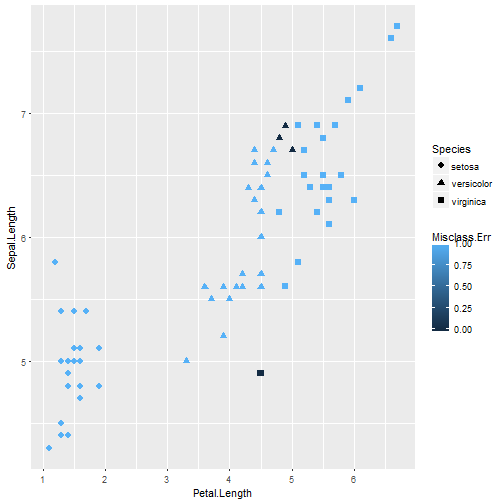 Sepal.Length
7
6
5
1
2
3
4
5
6
Petal.Length
Species
setosa
versicolor
virginica
Misclass.Err
1.00
0.75
0.50
0.25
0.00